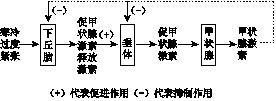 (—) (—)
寒冷
过度
紧张
下丘脑
促甲状腺激素释放激素
(+)
垂体
促甲状腺激素
甲状腺
甲状腺激素
(+) 代表促进作用 (—) 代表抑制作用